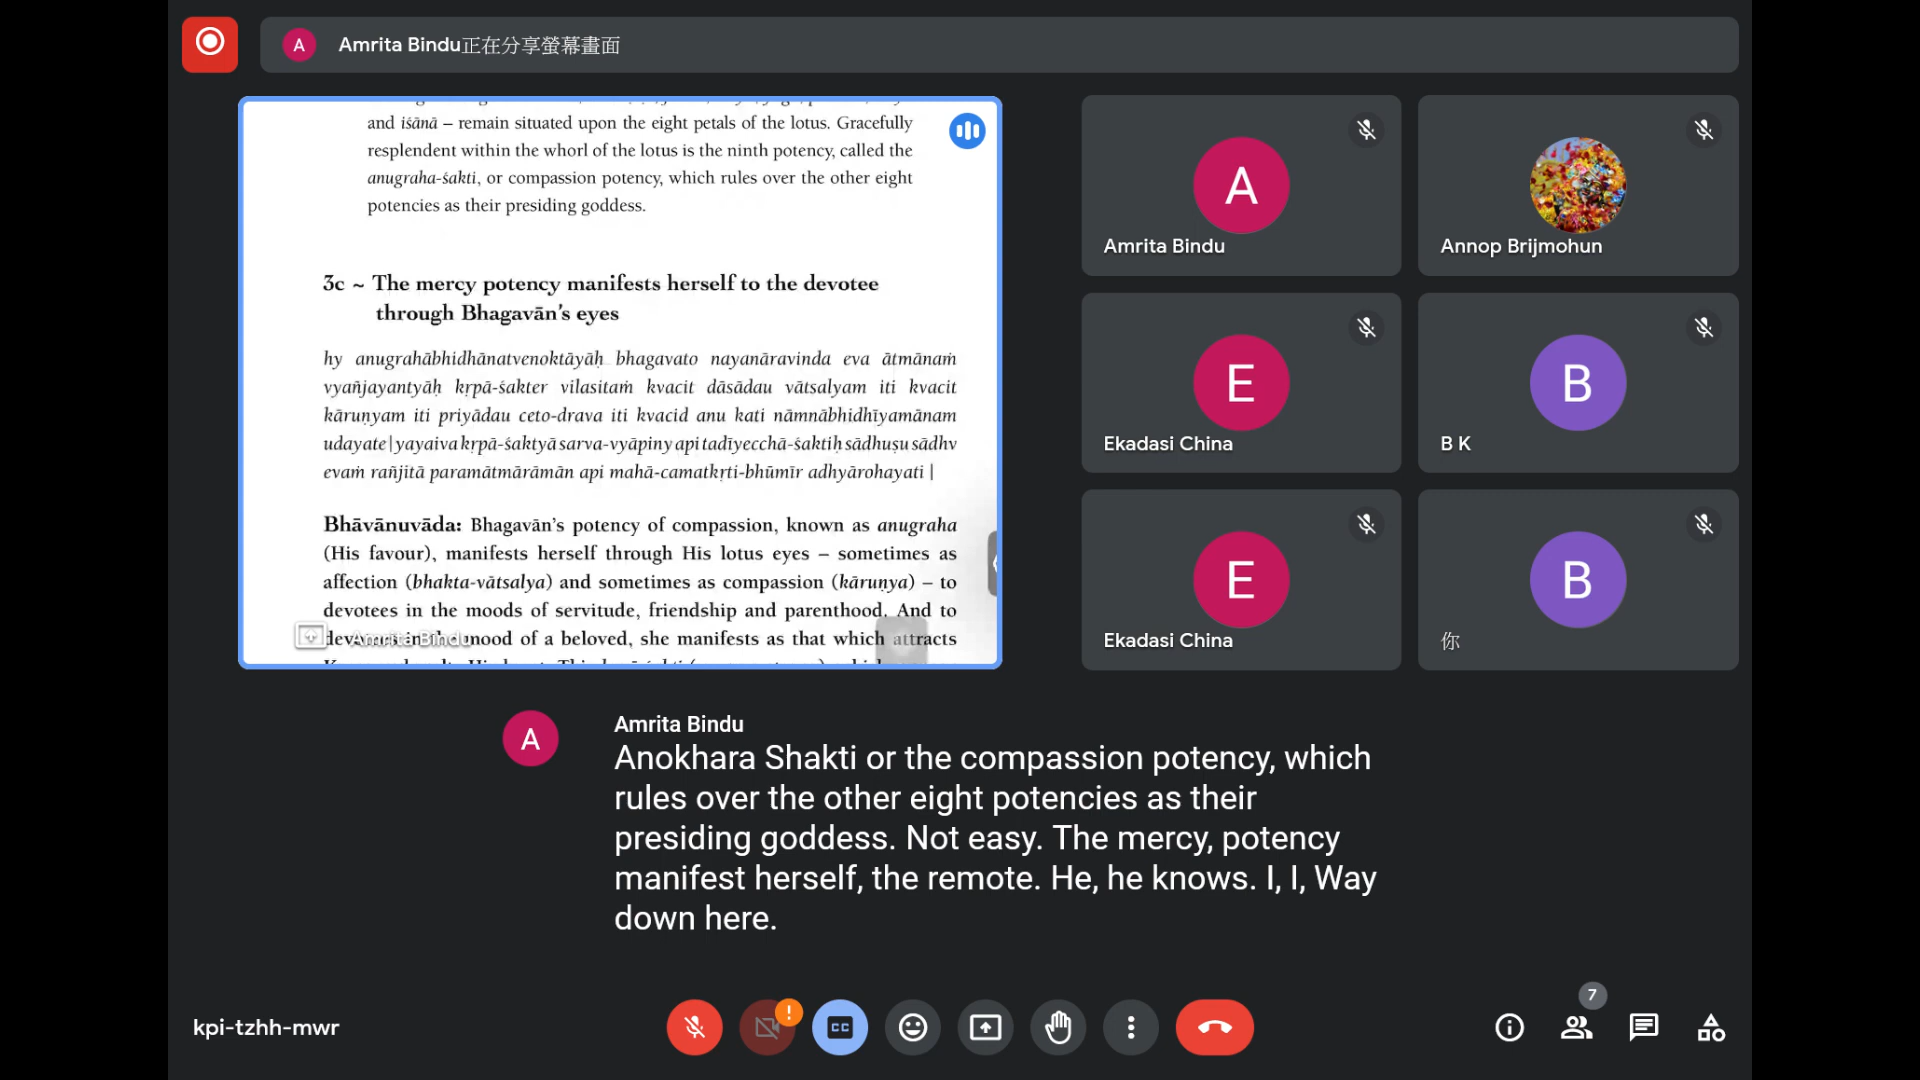 A Amrita Bindu正在分享螢幕畫面
and iśānā – remain situated upon the eight petals of the lotus. Gracefully
resplendent within the whorl of the lotus is the ninth potency, called the
anugraha-śakti, or compassion potency, which rules over the other eight
potencies as their presiding goddess.
3c ~ The mercy potency manifests herself to the devotee
through Bhagavān's eyes
hy anugrahābhidhānatvenoktāyāḥ bhagavato nayanāravinda eva ātmānaṁ
vyañjayantyāḥ kṛpā-śakter vilasitaṁ kvacit dāsādau vātsalyam iti kvacit
kāruṇyam iti priyādau ceto-drava iti kvacid anu kati nāmnābhidhīyamānam
udayate | yayaiva kṛpā-śaktyā sarva-vyāpiny api tadīyecchā-śaktiḥ sādhuṣu sādhv
evaṁ rañjitā paramātmārāmān api mahā-camatkṛti-bhūmīr adhyārohayati |
Bhāvānuvāda: Bhagavān's potency of compassion, known as anugraha
(His favour), manifests herself through His lotus eyes – sometimes as
affection (bhakta-vātsalya) and sometimes as compassion (kāruṇya) – to
devotees in the moods of servitude, friendship and parenthood. And to
devotees in the mood of a beloved, she manifests as that which attracts
Amrita Bindu
A
Amrita Bindu
Annop Brijmohun
E
Ekadasi China
B
B K
E
Ekadasi China
B
你
A
Amrita Bindu
Anokhara Shakti or the compassion potency, which
rules over the other eight potencies as their
presiding goddess. Not easy. The mercy, potency
manifest herself, the remote. He, he knows. I, I, Way
down here.
kpi-tzhh-mwr
!
CC
7